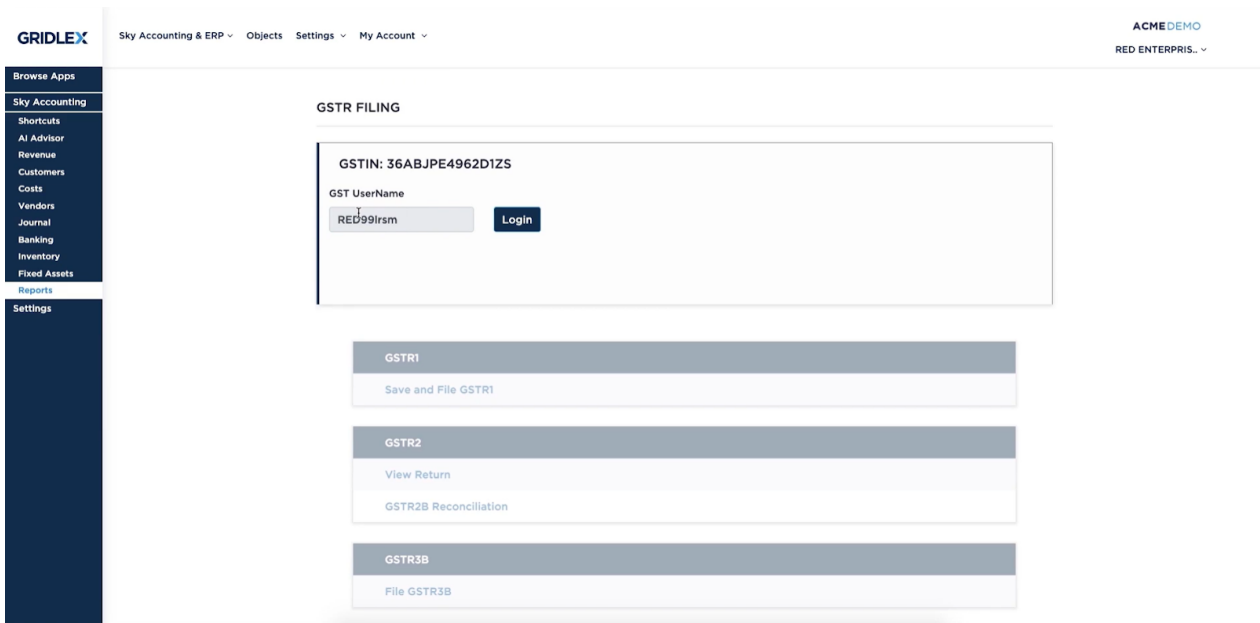 GRIDLEX
Sky Accounting & ERP Objects Settings My Account
ACMEDEMO
RED ENTERPRIS..
Browse Apps
Sky Accounting
Shortcuts
AI Advisor
Revenue
Customers
Costs
Vendors
Journal
Banking
Inventory
Fixed Assets
Reports
Settings
GSTR FILING
GSTIN: 36ABJPE4962D1ZS
GST UserName
RED99lrsm
Login
GSTR1
Save and File GSTR1
GSTR2
View Return
GSTR2B Reconciliation
GSTR3B
File GSTR3B